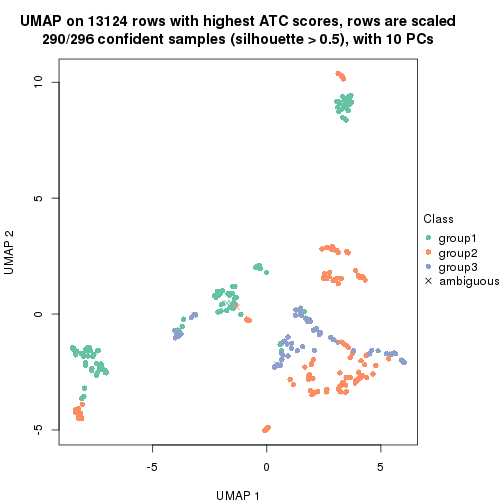 UMAP on 13124 rows with highest ATC scores, rows are scaled
290/296 confident samples (silhouette > 0.5), with 10 PCs
10
5
0
-5
UMAP 2
-5
0
5
UMAP 1
Class
group1
group2
group3
ambiguous